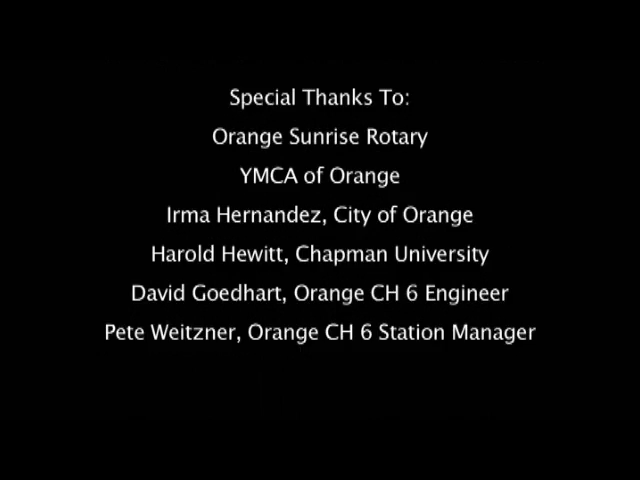 Special Thanks To:
Orange Sunrise Rotary
YMCA of Orange
Irma Hernandez, City of Orange
Harold Hewitt, Chapman University
David Goedhart, Orange CH 6 Engineer
Pete Weitzner, Orange CH 6 Station Manager